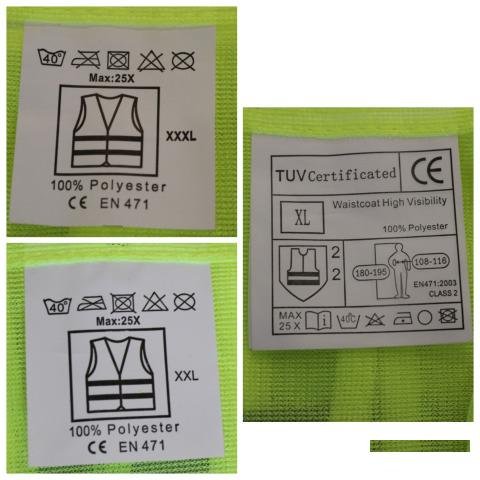 40°
Max:25X
XXXL
100% Polyester
CE EN 471
40°
Max:25X
XXL
100% Polyester
CE EN 471
TUV Certificated CE
XL
Waistcoat High Visibility
100% Polyester
2
2
180-195
108-116
EN471:2003
CLASS 2
MAX
25 X
i
40℃